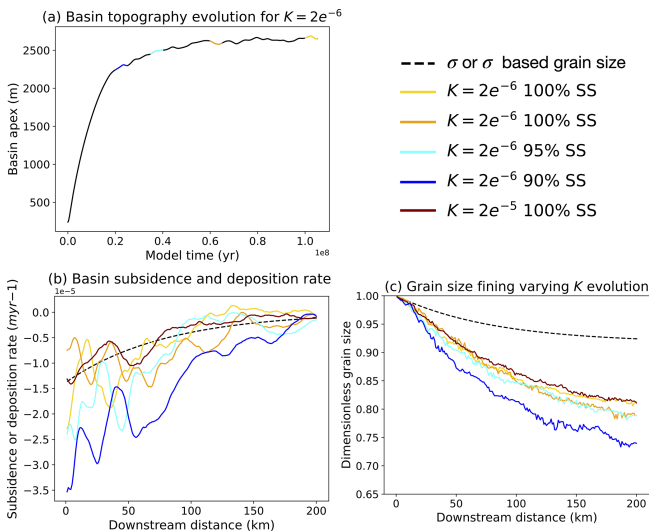 (a) Basin topography evolution for K = 2e⁻⁶
Basin apex (m)
2500
2000
1500
1000
500
0.0 0.2 0.4 0.6 0.8 1.0
1e8
Model time (yr)
σ or σ based grain size
K = 2e⁻⁶ 100% SS
K = 2e⁻⁶ 100% SS
K = 2e⁻⁶ 95% SS
K = 2e⁻⁶ 90% SS
K = 2e⁻⁵ 100% SS
(b) Basin subsidence and deposition rate
1e−5
Subsidence or deposition rate (myr−1)
0.0
−0.5
−1.0
−1.5
−2.0
−2.5
−3.0
−3.5
0 50 100 150 200
Downstream distance (km)
(c) Grain size fining varying K evolution
Dimensionless grain size
1.00
0.95
0.90
0.85
0.80
0.75
0.70
0.65
0 50 100 150 200
Downstream distance (km)